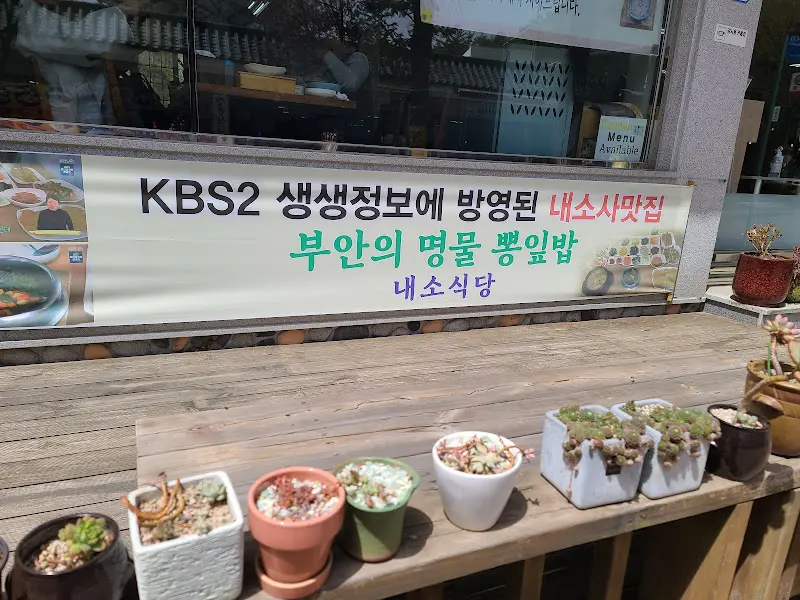 Menu
Available
KBS2 생생정보에 방영된 내소사맛집
부안의 명물 뽕잎밥
내소식당